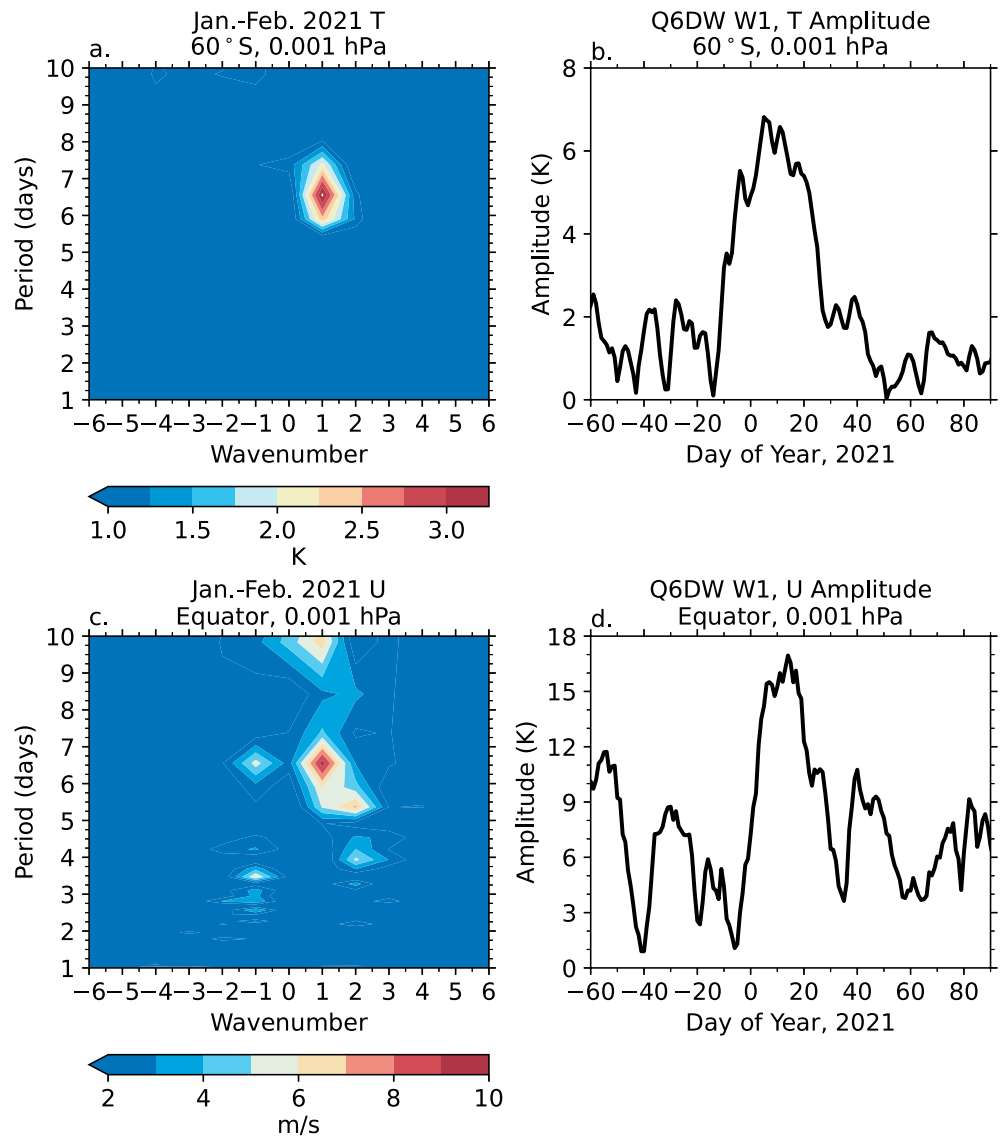 Jan.-Feb. 2021 T
a. 60°S, 0.001 hPa
10
9
8
7
6
5
4
3
2
1
Period (days)
−6 −5 −4 −3 −2 −1 0 1 2 3 4 5 6
Wavenumber
1.0 1.5 2.0 2.5 3.0
K
Q6DW W1, T Amplitude
b. 60°S, 0.001 hPa
8
6
4
2
0
Amplitude (K)
−60 −40 −20 0 20 40 60 80
Day of Year, 2021
Jan.-Feb. 2021 U
c. Equator, 0.001 hPa
10
9
8
7
6
5
4
3
2
1
Period (days)
−6 −5 −4 −3 −2 −1 0 1 2 3 4 5 6
Wavenumber
2 4 6 8 10
m/s
Q6DW W1, U Amplitude
d. Equator, 0.001 hPa
18
15
12
9
6
3
0
Amplitude (K)
−60 −40 −20 0 20 40 60 80
Day of Year, 2021